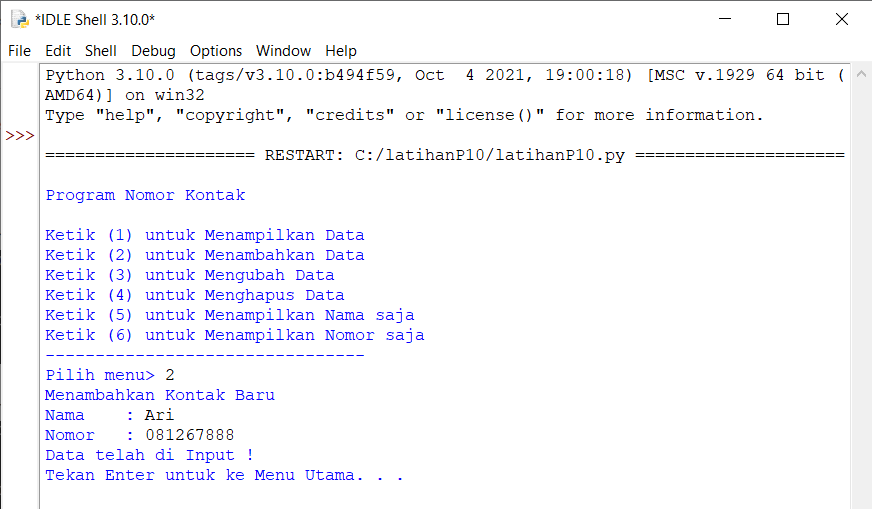 *IDLE Shell 3.10.0*
File Edit Shell Debug Options Window Help
Python 3.10.0 (tags/v3.10.0:b494f59, Oct  4 2021, 19:00:18) [MSC v.1929 64 bit (
AMD64)] on win32
Type "help", "copyright", "credits" or "license()" for more information.
>>>
===================== RESTART: C:/latihanP10/latihanP10.py =====================
Program Nomor Kontak
Ketik (1) untuk Menampilkan Data
Ketik (2) untuk Menambahkan Data
Ketik (3) untuk Mengubah Data
Ketik (4) untuk Menghapus Data
Ketik (5) untuk Menampilkan Nama saja
Ketik (6) untuk Menampilkan Nomor saja
--------------------------------
Pilih menu> 2
Menambahkan Kontak Baru
Nama    : Ari
Nomor   : 081267888
Data telah di Input !
Tekan Enter untuk ke Menu Utama. . .